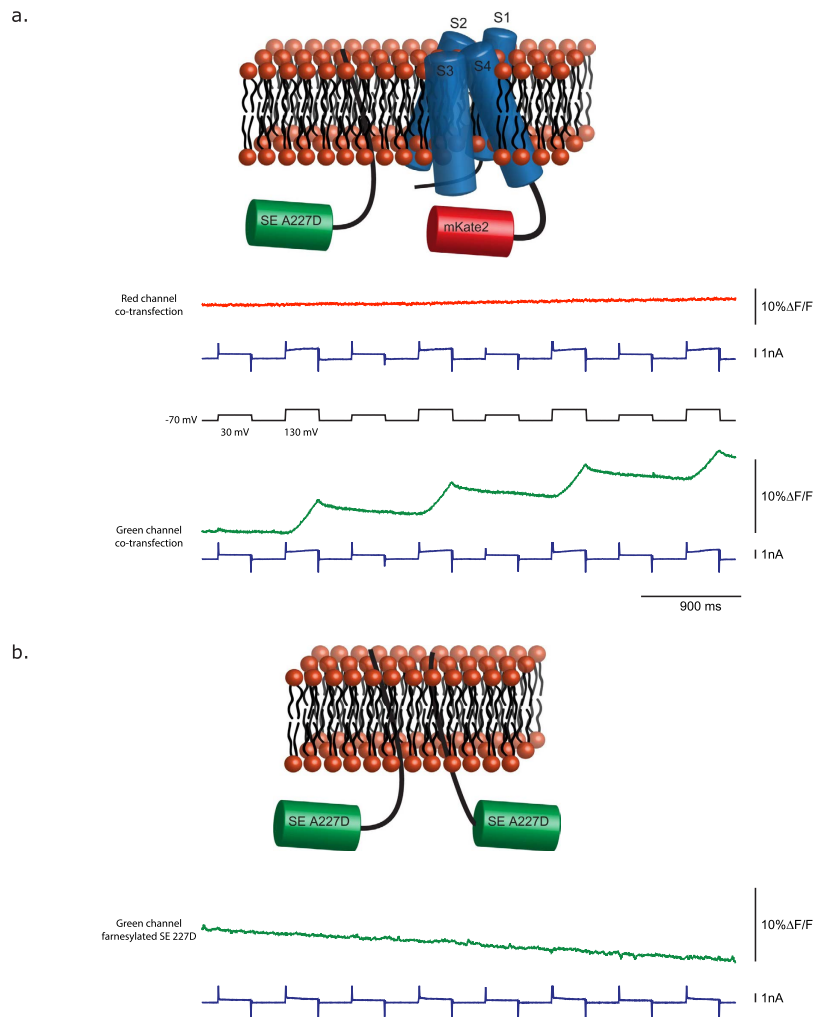 a.
S2
S1
S3
S4
SE A227D
mKate2
Red channel
co-transfection
10%ΔF/F
I 1nA
-70 mV
30 mV
130 mV
10%ΔF/F
Green channel
co-transfection
I 1nA
900 ms
b.
SE A227D
SE A227D
Green channel
farnesylated SE 227D
10%ΔF/F
I 1nA